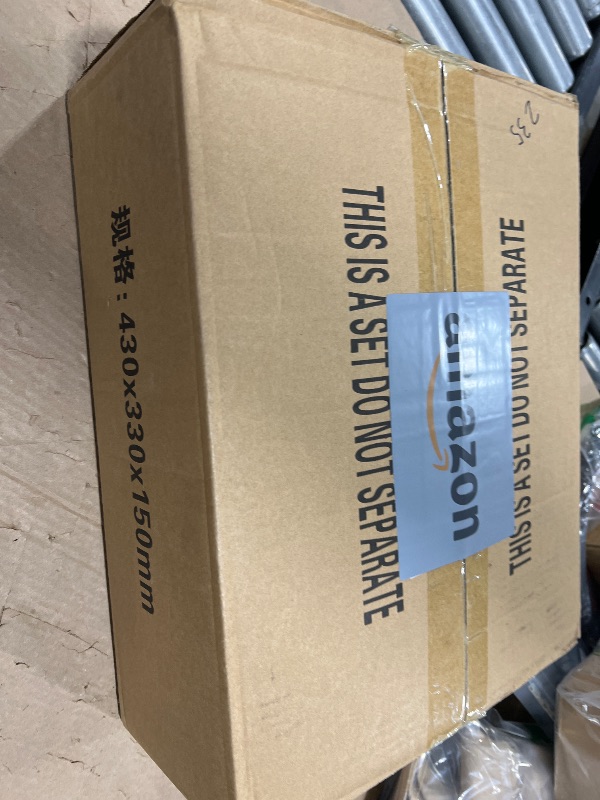 规格：430x330x150mm
THIS IS A SET DO NOT SEPARATE
THIS IS A SET DO NOT SEPARATE
amazon
235